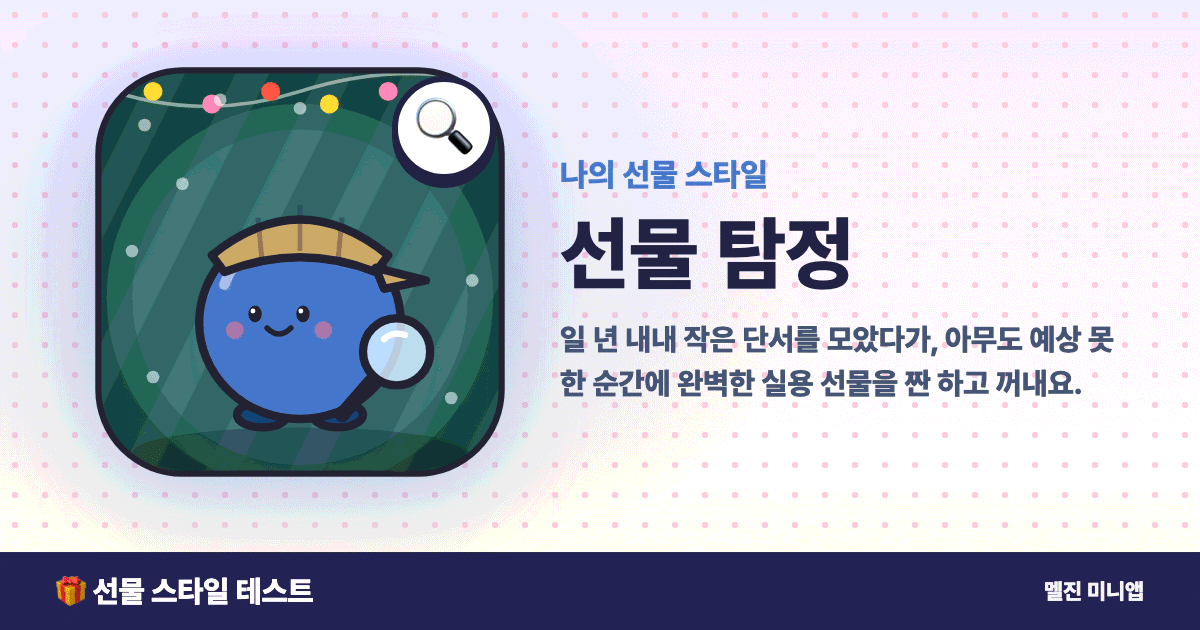 나의 선물 스타일
선물 탐정
일 년 내내 작은 단서를 모았다가, 아무도 예상 못
한 순간에 완벽한 실용 선물을 짠 하고 꺼내요.
선물 스타일 테스트
멜진 미니앱